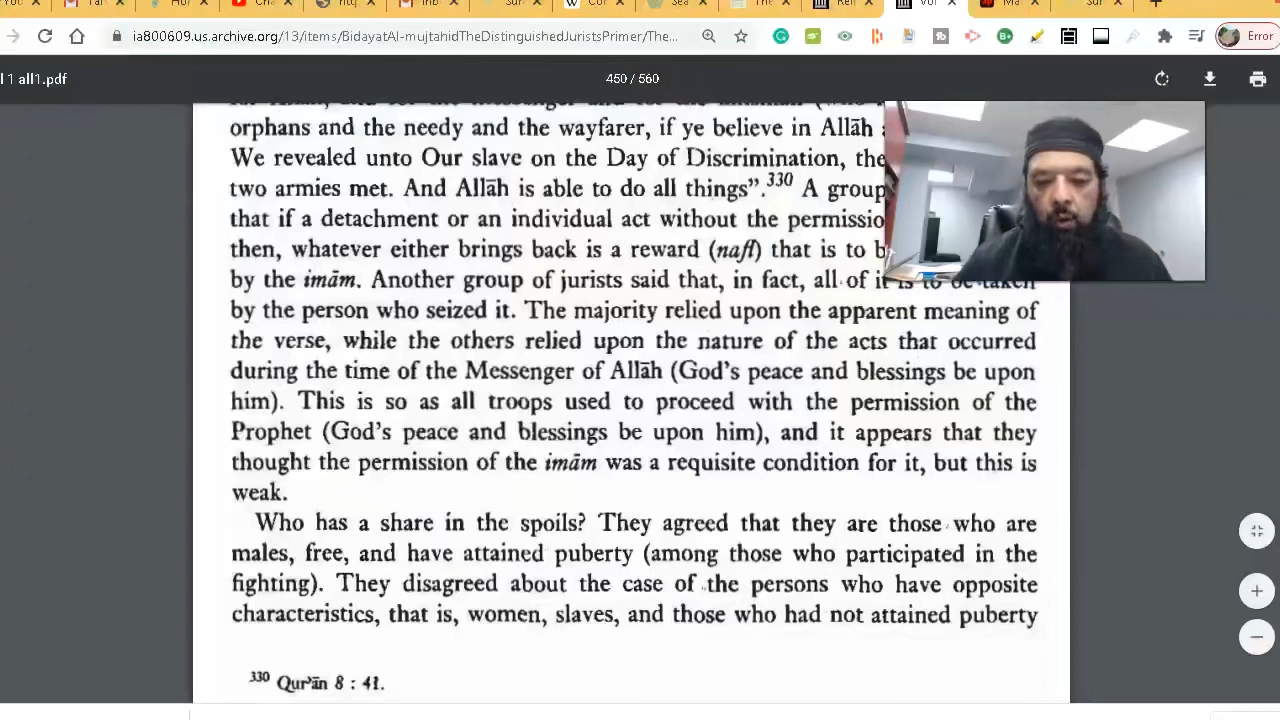 ia800609.us.archive.org/13/items/BidayatAl-mujtahidTheDistinguishedJuristsPrimer/The...
Error
l 1 all1.pdf
450 / 560
orphans and the needy and the wayfarer, if ye believe in Allāh
We revealed unto Our slave on the Day of Discrimination, the
two armies met. And Allāh is able to do all things”.330 A group
that if a detachment or an individual act without the permissio
then, whatever either brings back is a reward (nafl) that is to b
by the imām. Another group of jurists said that, in fact, all of it is to be taken
by the person who seized it. The majority relied upon the apparent meaning of
the verse, while the others relied upon the nature of the acts that occurred
during the time of the Messenger of Allāh (God’s peace and blessings be upon
him). This is so as all troops used to proceed with the permission of the
Prophet (God’s peace and blessings be upon him), and it appears that they
thought the permission of the imām was a requisite condition for it, but this is
weak.
Who has a share in the spoils? They agreed that they are those who are
males, free, and have attained puberty (among those who participated in the
fighting). They disagreed about the case of the persons who have opposite
characteristics, that is, women, slaves, and those who had not attained puberty
330 Qur’ān 8 : 41.